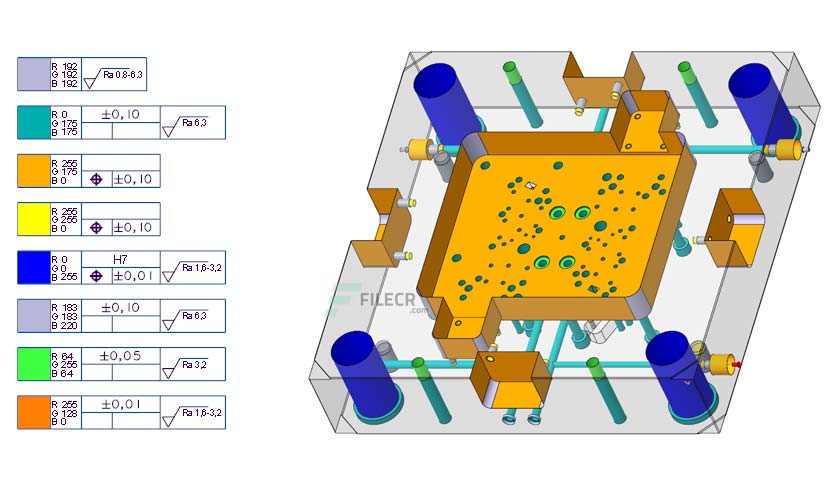 R 192
G 192
B 192
Ra 0.8-6.3
R 0
G 175
B 175
±0,10
Ra 6,3
R 255
G 175
B 0
±0,10
R 255
G 255
B 0
±0,10
R 0
G 0
B 255
H7
±0,01
Ra 1,6-3,2
R 183
G 183
B 220
±0,10
Ra 6,3
R 64
G 255
B 64
±0,05
Ra 3,2
R 255
G 128
B 0
±0,01
Ra 1,6-3,2
FILECR
.com